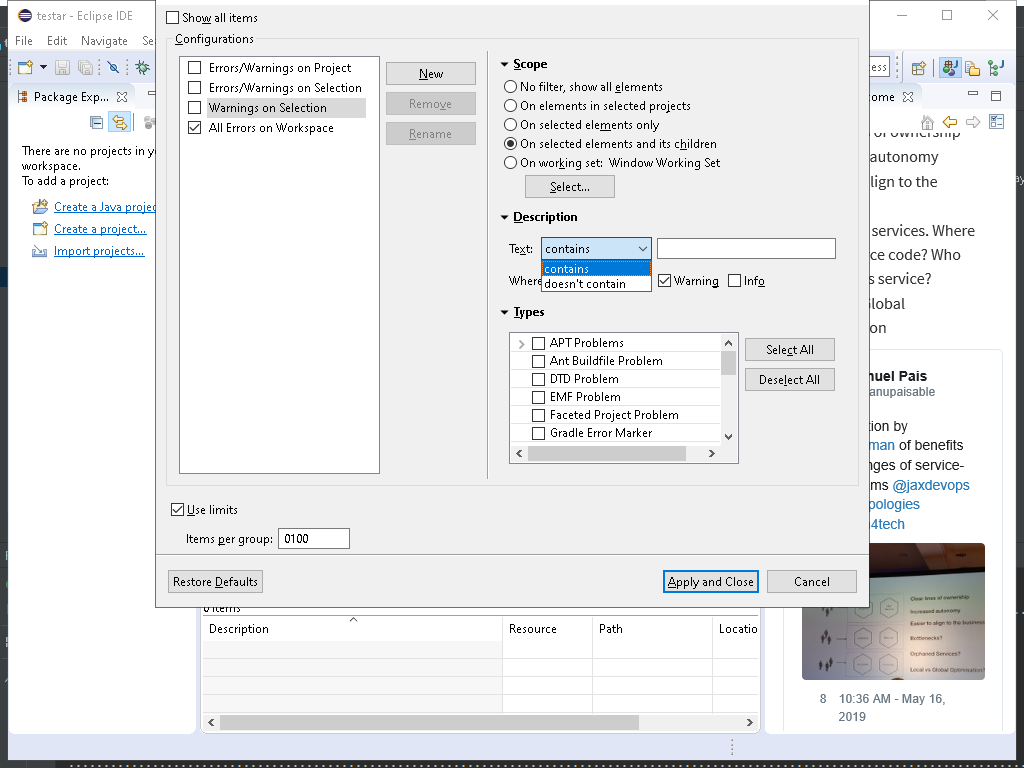 testar - Eclipse IDE
Show all items
File Edit Navigate
Configurations
Errors/Warnings on Project
Errors/Warnings on Selection
Warnings on Selection
All Errors on Workspace
New
Remove
Rename
Scope
No filter, show all elements
On elements in selected projects
On selected elements only
On selected elements and its children
On working set: Window Working Set
Select...
Description
Text: contains
contains
doesn't contain
Where
Warning
Info
Types
APT Problems
Ant Buildfile Problem
DTD Problem
EMF Problem
Faceted Project Problem
Gradle Error Marker
Select All
Deselect All
Use limits
Items per group: 0100
Restore Defaults
Apply and Close
Cancel
Package Exp...
There are no projects in y
workspace.
To add a project:
Create a Java projec
Create a project...
Import projects...
0 items
Description Resource Path Locatio
ess
ome
of ownership
autonomy
lign to the
services. Where
ce code? Who
s service?
lobal
on
nuel Pais
anupaisable
tion by
man of benefits
nges of service-
ms @jaxdevops
pologies
4tech
Clear lines of ownership
Increased autonomy
Easier to align to the business
Bottlenecks?
Orphaned Services?
Local vs Global Optimisation?
8 10:36 AM - May 16,
2019